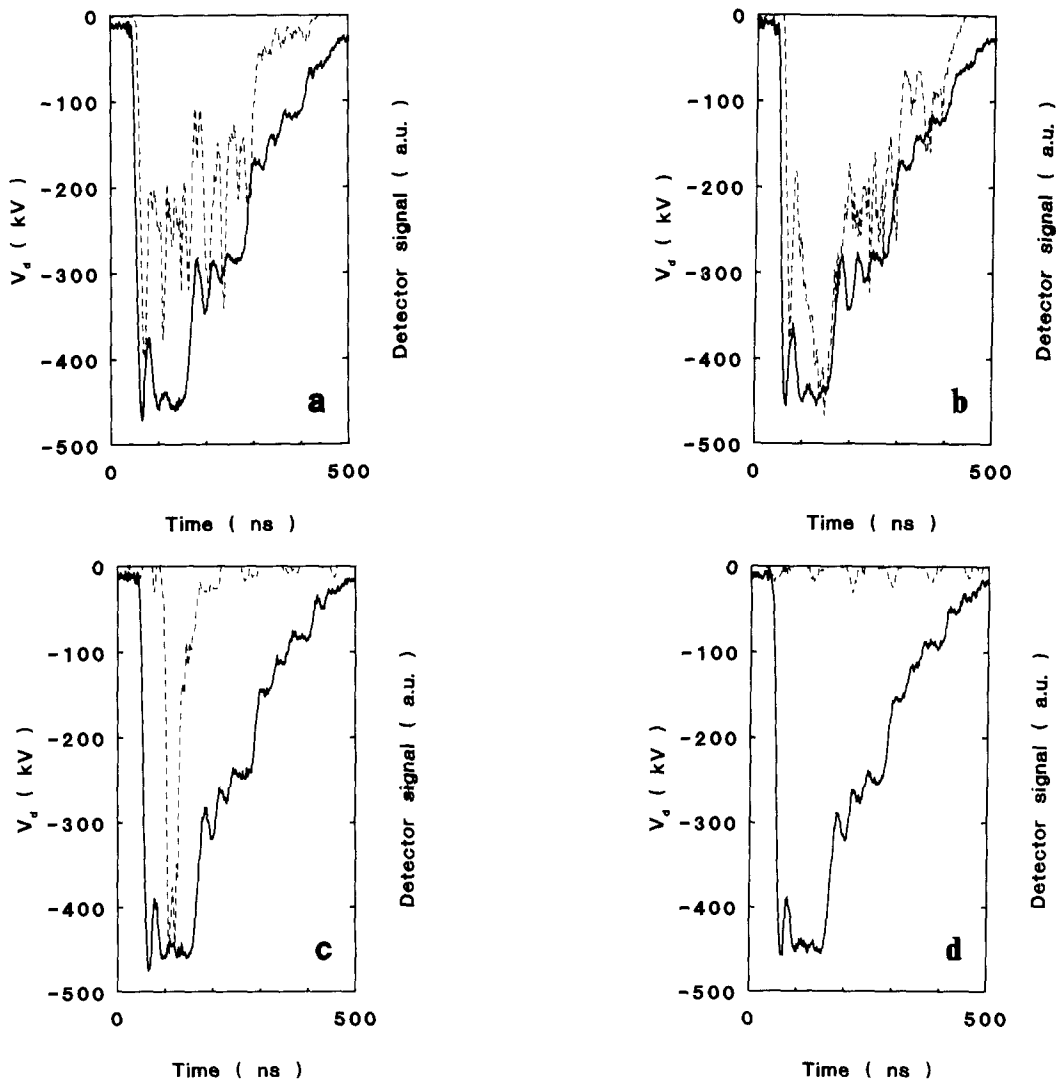 0
-100
-200
-300
-400
-500
V_d ( kV )
Detector signal ( a.u. )
a
0
500
Time ( ns )
0
-100
-200
-300
-400
-500
V_d ( kV )
Detector signal ( a.u. )
b
0
500
Time ( ns )
0
-100
-200
-300
-400
-500
V_d ( kV )
Detector signal ( a.u. )
c
0
500
Time ( ns )
0
-100
-200
-300
-400
-500
V_d ( kV )
Detector signal ( a.u. )
d
0
500
Time ( ns )